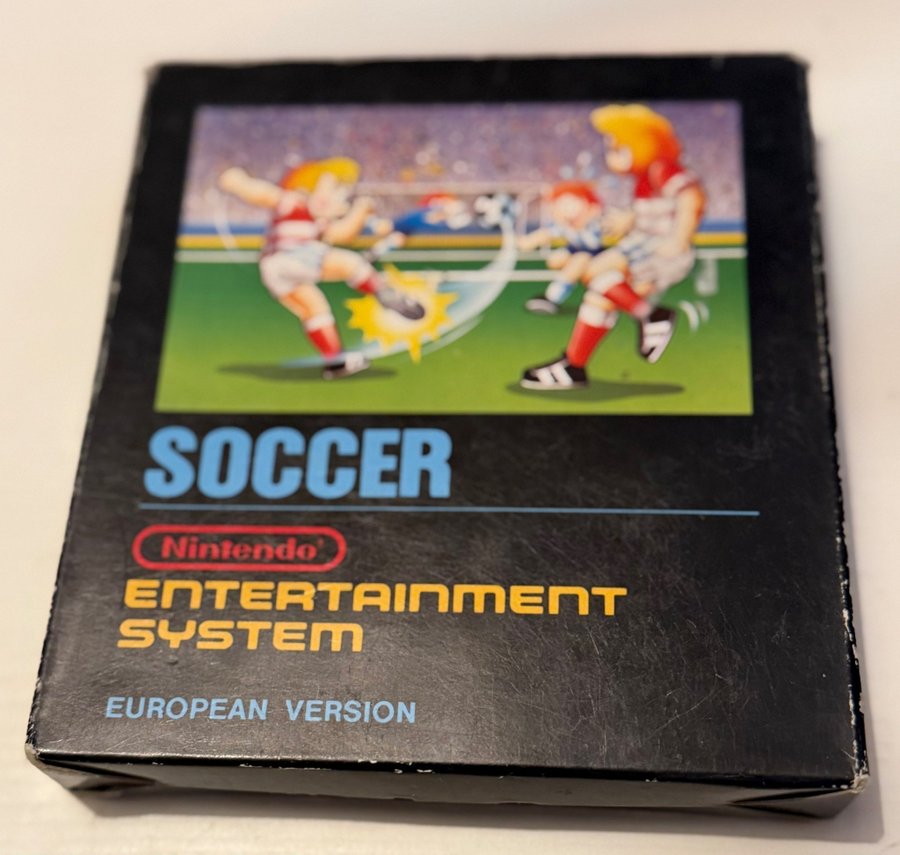 SOCCER
Nintendo®
ENTERTAINMENT
SYSTEM
EUROPEAN VERSION